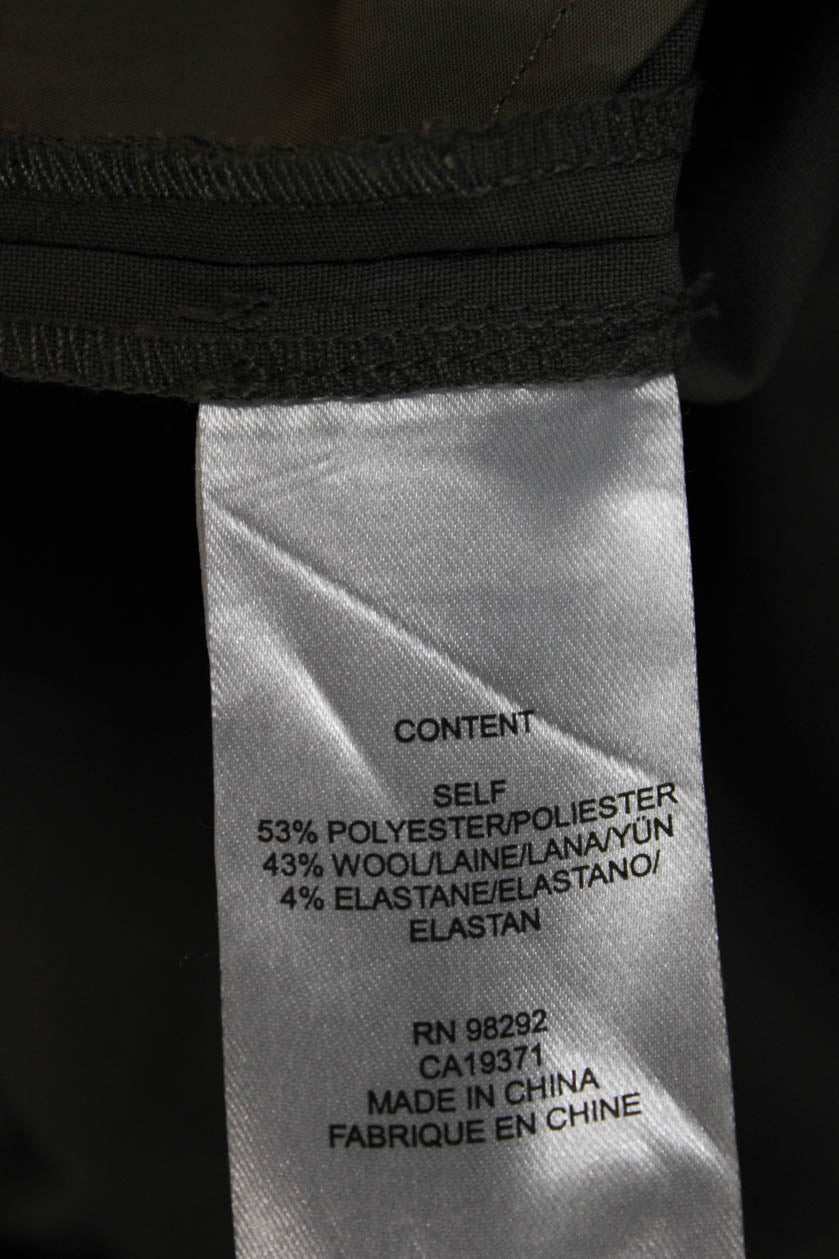 CONTENT
SELF
53% POLYESTER/POLIESTER
43% WOOL/LAINE/LANA/YÜN
4% ELASTANE/ELASTANO/
ELASTAN
RN 98292
CA19371
MADE IN CHINA
FABRIQUE EN CHINE